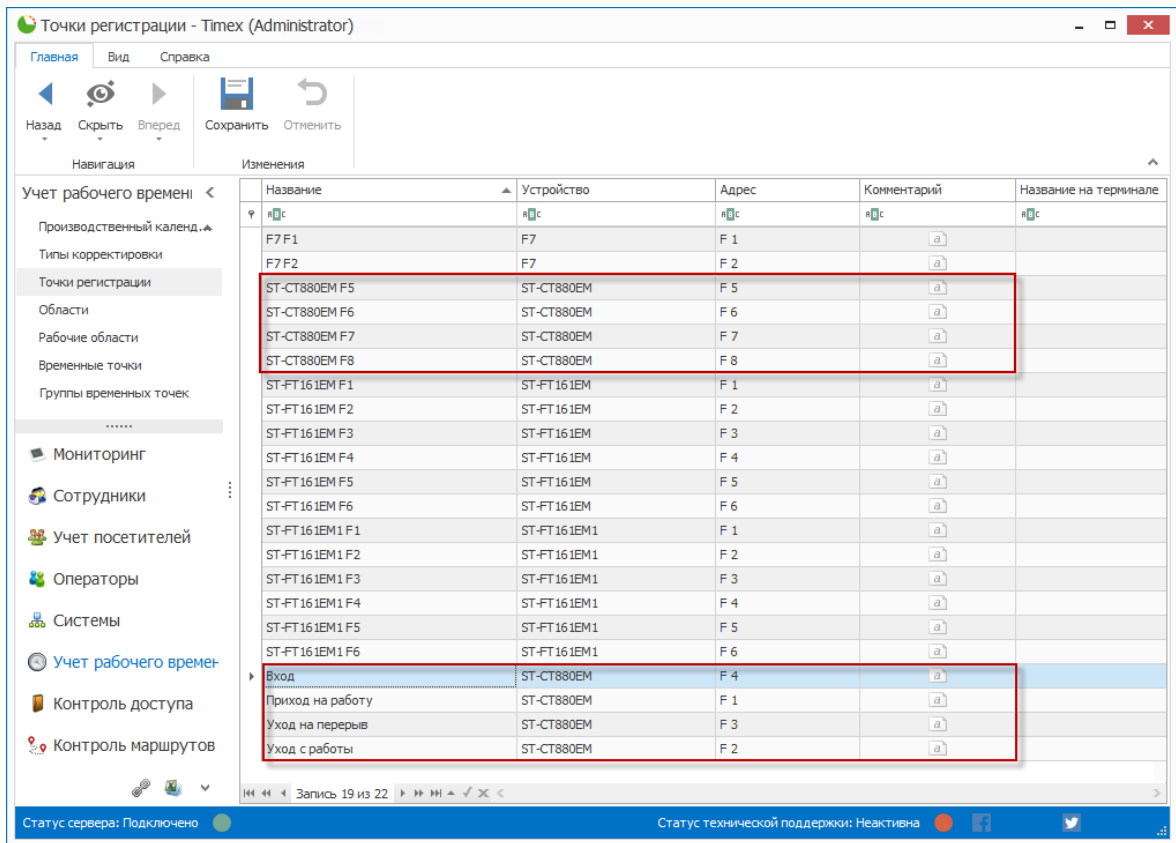 Точки регистрации - Timex (Administrator)
Главная Вид Справка
Назад Скрыть Вперед Сохранить Отменить
Навигация Изменения
Учет рабочего времени
Производственный календ.
Типы корректировки
Точки регистрации
Области
Рабочие области
Временные точки
Группы временных точек
Мониторинг
Сотрудники
Учет посетителей
Операторы
Системы
Учет рабочего времен
Контроль доступа
Контроль маршрутов
Название Устройство Адрес Комментарий Название на терминале
F7 F1 F7 F 1
F7 F2 F7 F 2
ST-CT880EM F5 ST-CT880EM F 5
ST-CT880EM F6 ST-CT880EM F 6
ST-CT880EM F7 ST-CT880EM F 7
ST-CT880EM F8 ST-CT880EM F 8
ST-FT161EM F1 ST-FT161EM F 1
ST-FT161EM F2 ST-FT161EM F 2
ST-FT161EM F3 ST-FT161EM F 3
ST-FT161EM F4 ST-FT161EM F 4
ST-FT161EM F5 ST-FT161EM F 5
ST-FT161EM F6 ST-FT161EM F 6
ST-FT161EM1 F1 ST-FT161EM1 F 1
ST-FT161EM1 F2 ST-FT161EM1 F 2
ST-FT161EM1 F3 ST-FT161EM1 F 3
ST-FT161EM1 F4 ST-FT161EM1 F 4
ST-FT161EM1 F5 ST-FT161EM1 F 5
ST-FT161EM1 F6 ST-FT161EM1 F 6
Вход ST-CT880EM F 4
Приход на работу ST-CT880EM F 1
Уход на перерыв ST-CT880EM F 3
Уход с работы ST-CT880EM F 2
Запись 19 из 22
Статус сервера: Подключено Статус технической поддержки: Неактивна